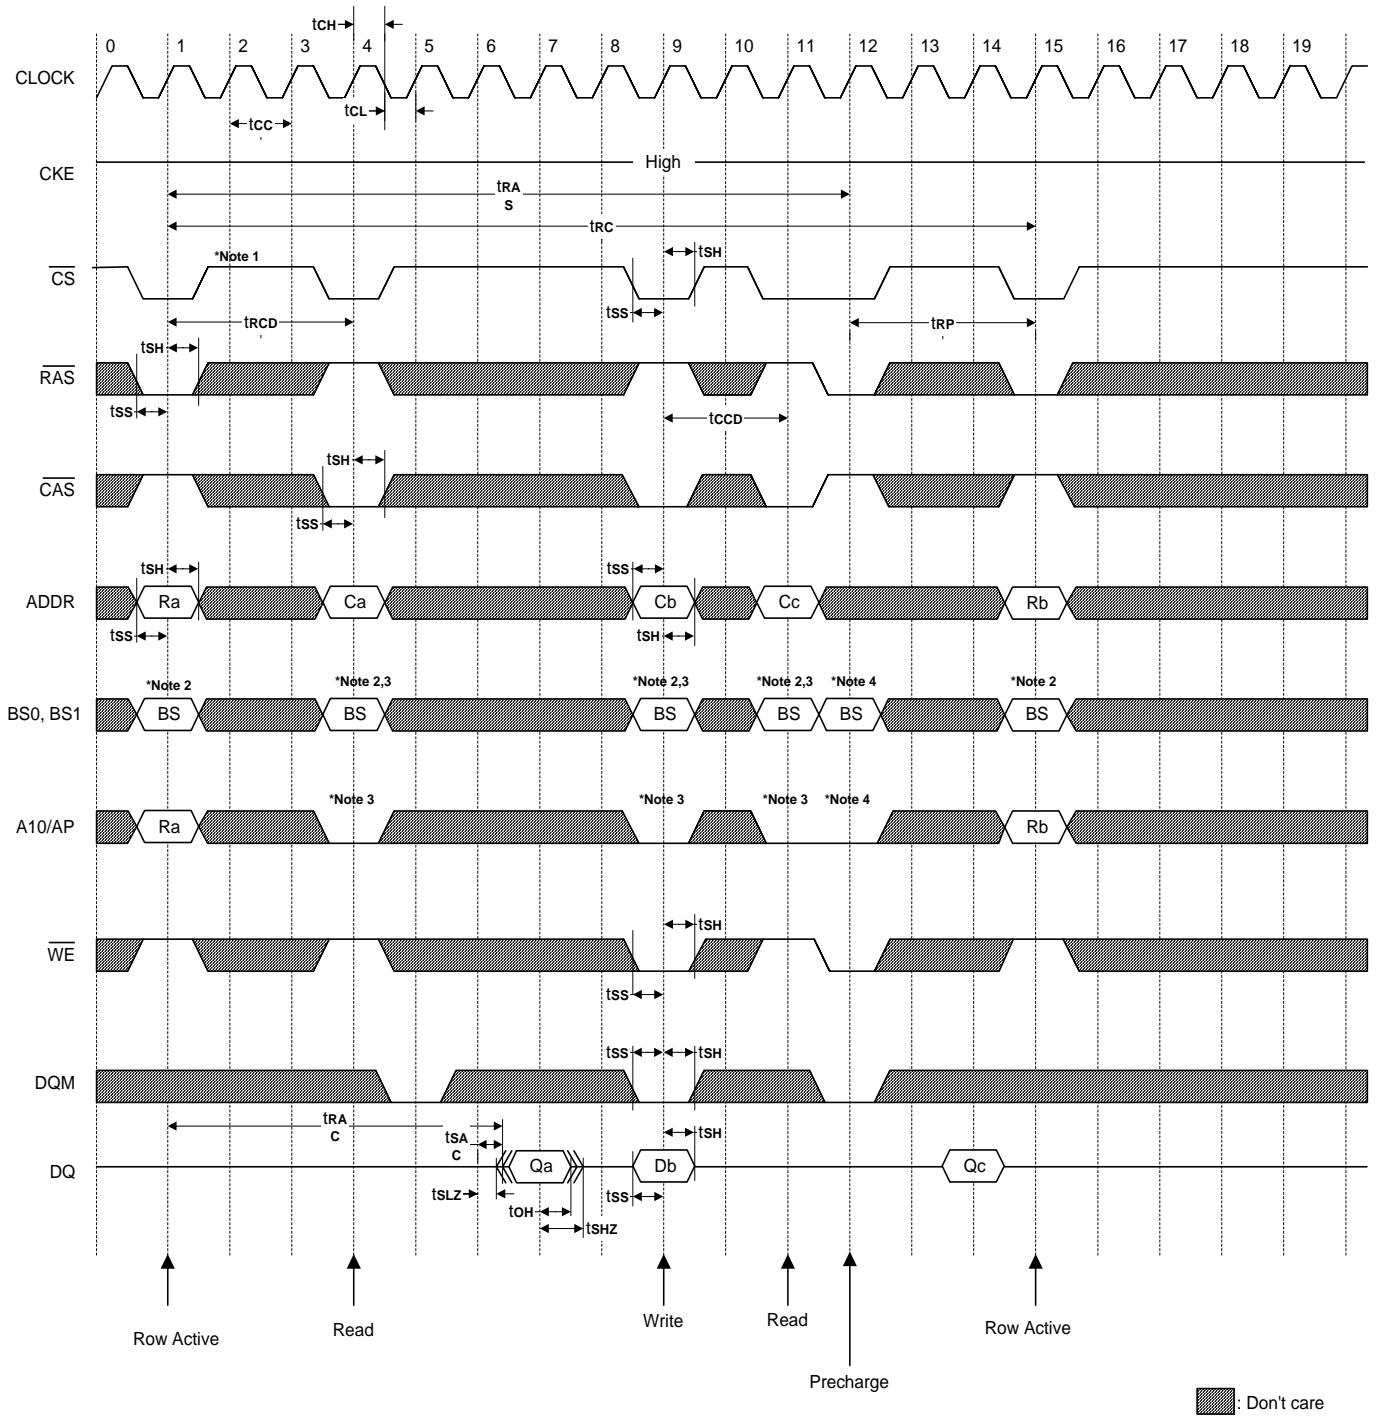 tCH
0 1 2 3 4 5 6 7 8 9 10 11 12 13 14 15 16 17 18 19
CLOCK
tCL
tCC
High
CKE
tRA
S
tRC
*Note 1
tSH
CS
tSS
tRCD
tRP
tSH
RAS
tSS
tCCD
tSH
CAS
tSS
tSH
tSS
ADDR Ra Ca Cb Cc Rb
tSS
tSH
*Note 2 *Note 2,3 *Note 2,3 *Note 2,3 *Note 4 *Note 2
BS0, BS1 BS BS BS BS BS BS
*Note 3 *Note 3 *Note 3 *Note 4
A10/AP Ra Rb
tSH
WE
tSS
tSS tSH
DQM
tRA
C
tSA
C
tSH
DQ Qa Db Qc
tSLZ
tSS
tOH
tSHZ
Row Active
Read
Write
Read
Row Active
Precharge
: Don't care